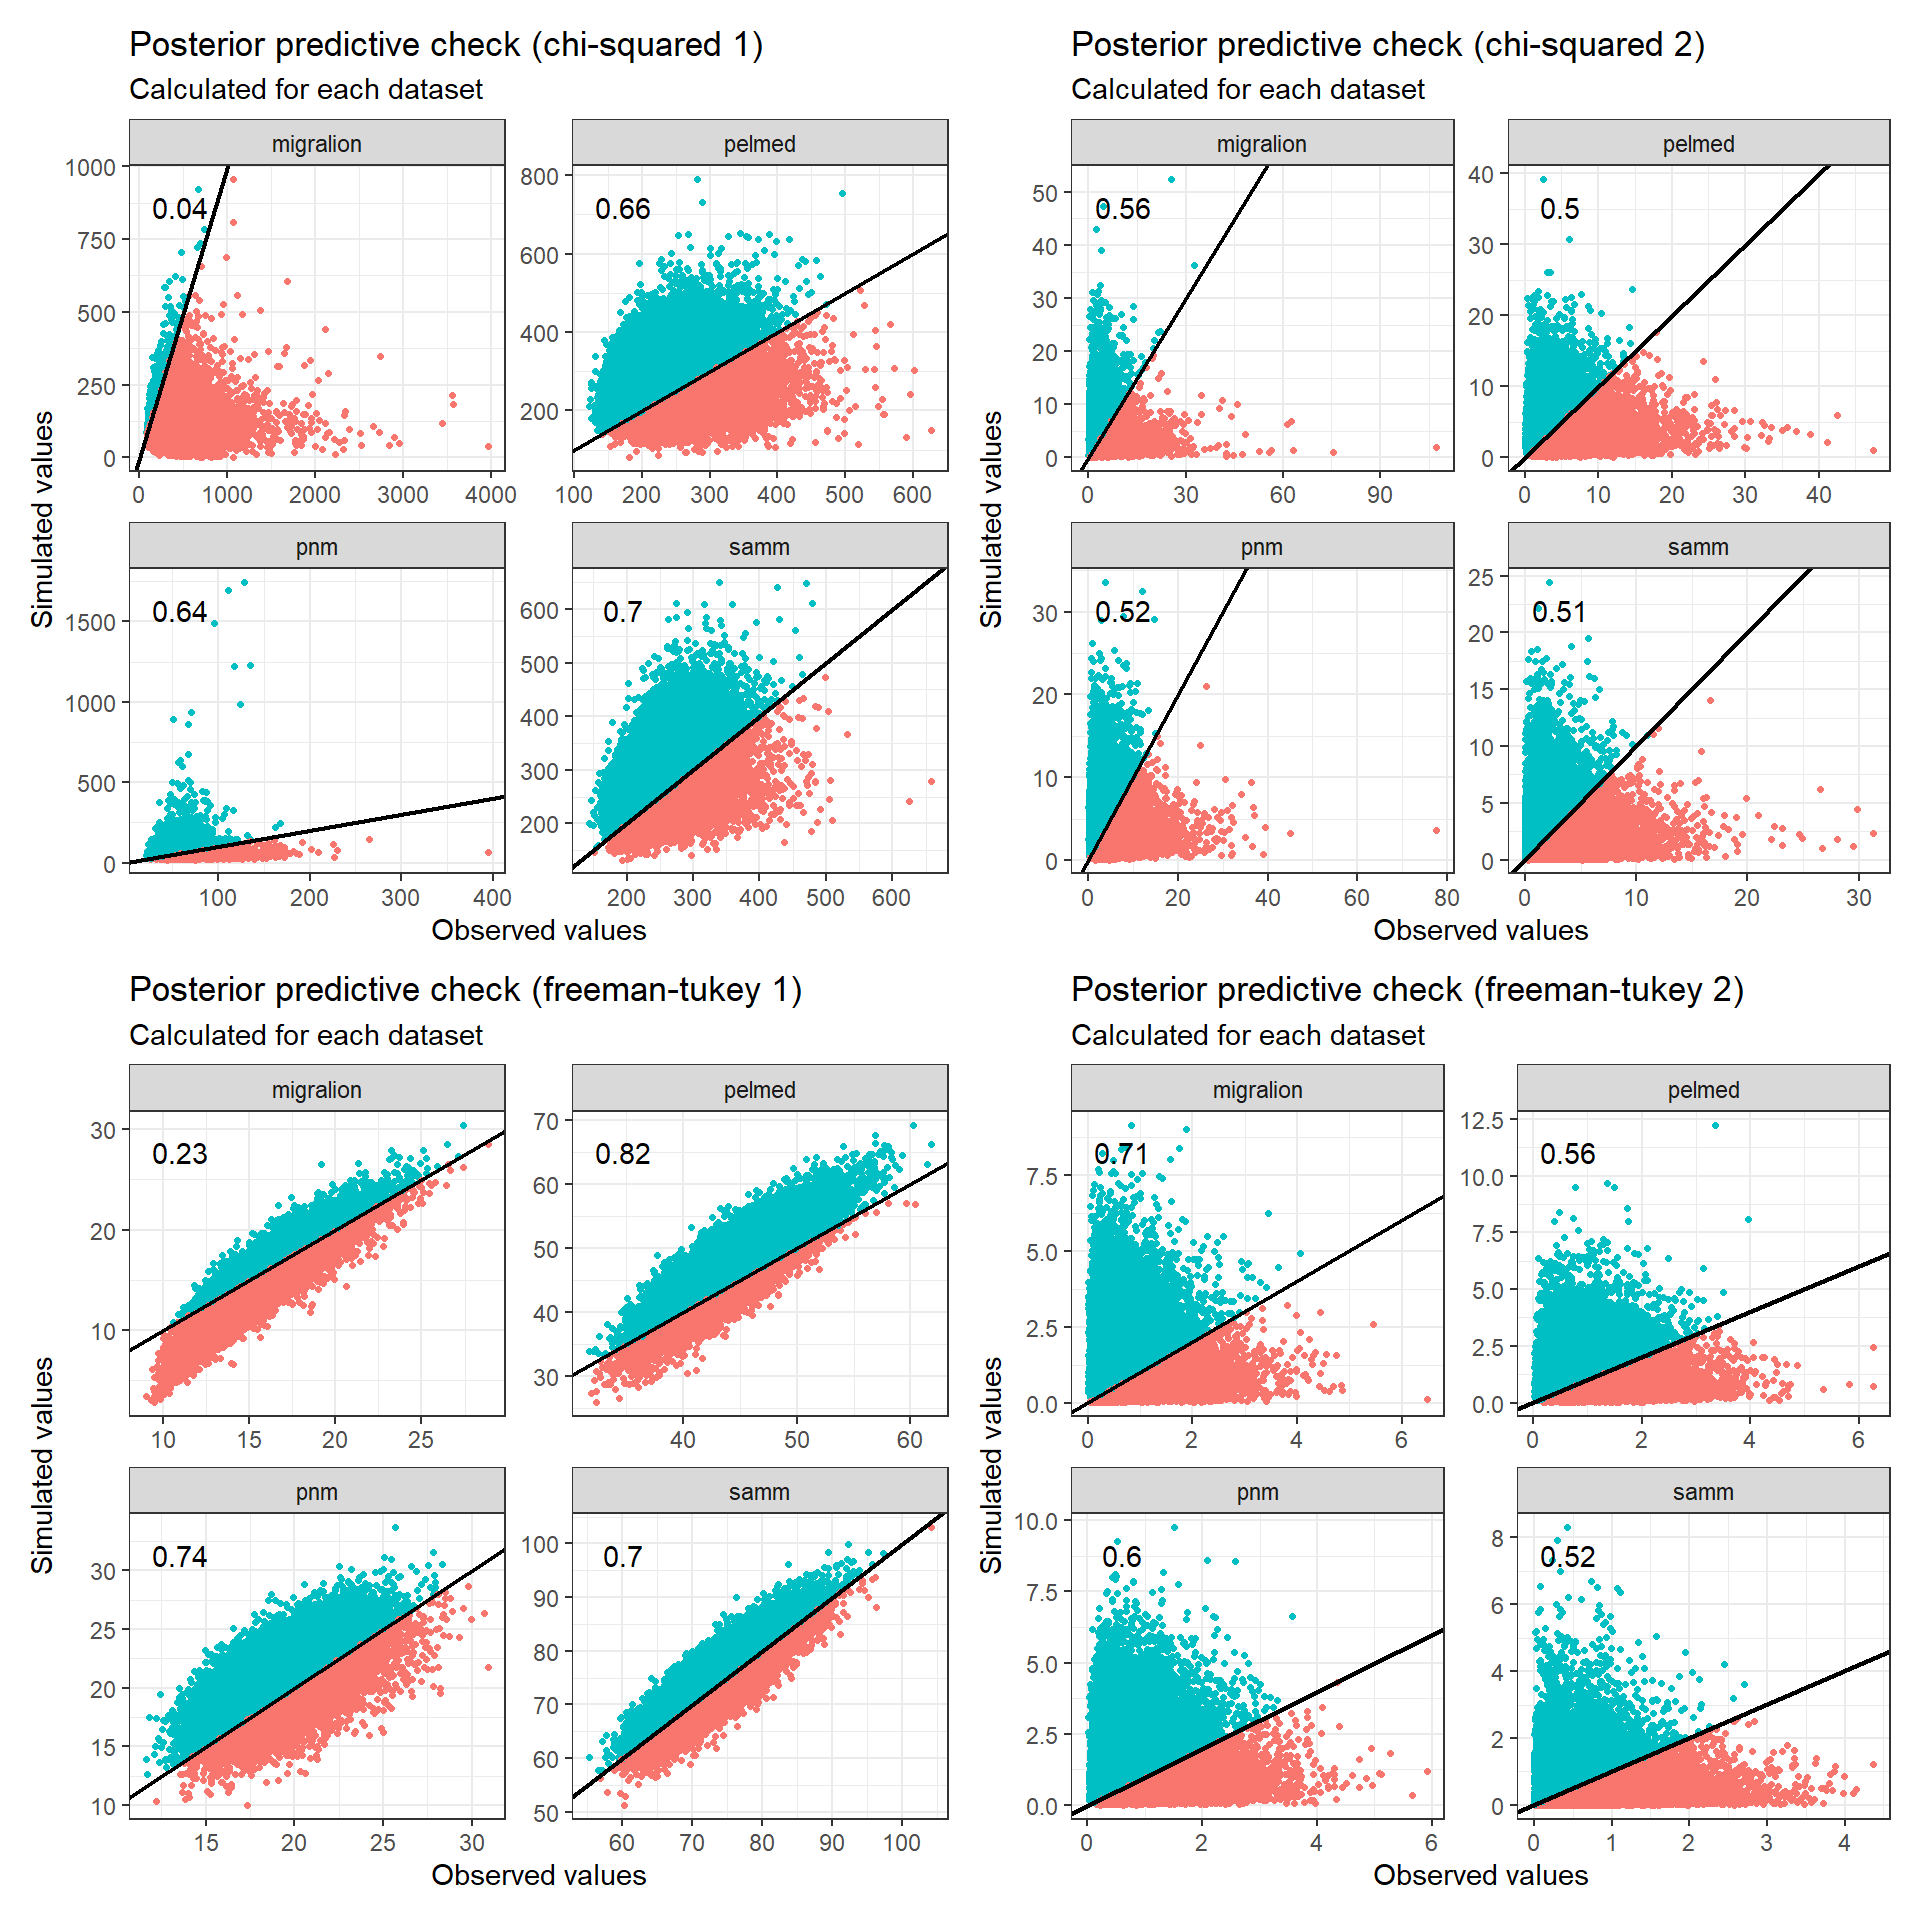 Posterior predictive check (chi-squared 1)
Calculated for each dataset
migralion
pelmed
1000
750
500
250
0
0.04
0 1000 2000 3000 4000
800
600
400
200
0.66
100 200 300 400 500 600
pnm
samm
1500
1000
500
0
0.64
100 200 300 400
600
500
400
300
200
0.7
200 300 400 500 600
Simulated values
Observed values
Posterior predictive check (chi-squared 2)
Calculated for each dataset
migralion
pelmed
50
40
30
20
10
0
0.56
0 30 60 90
40
30
20
10
0
0.5
0 10 20 30 40
pnm
samm
30
20
10
0
0.52
0 20 40 60 80
25
20
15
10
5
0
0.51
0 10 20 30
Simulated values
Observed values
Posterior predictive check (freeman-tukey 1)
Calculated for each dataset
migralion
pelmed
30
20
10
0.23
10 15 20 25
70
60
50
40
30
0.82
40 50 60
pnm
samm
30
25
20
15
10
0.74
15 20 25 30
100
90
80
70
60
50
0.7
60 70 80 90 100
Simulated values
Observed values
Posterior predictive check (freeman-tukey 2)
Calculated for each dataset
migralion
pelmed
7.5
5.0
2.5
0.0
0.71
0 2 4 6
12.5
10.0
7.5
5.0
2.5
0.0
0.56
0 2 4 6
pnm
samm
10.0
7.5
5.0
2.5
0.0
0.6
0 2 4 6
8
6
4
2
0
0.52
0 1 2 3 4
Simulated values
Observed values